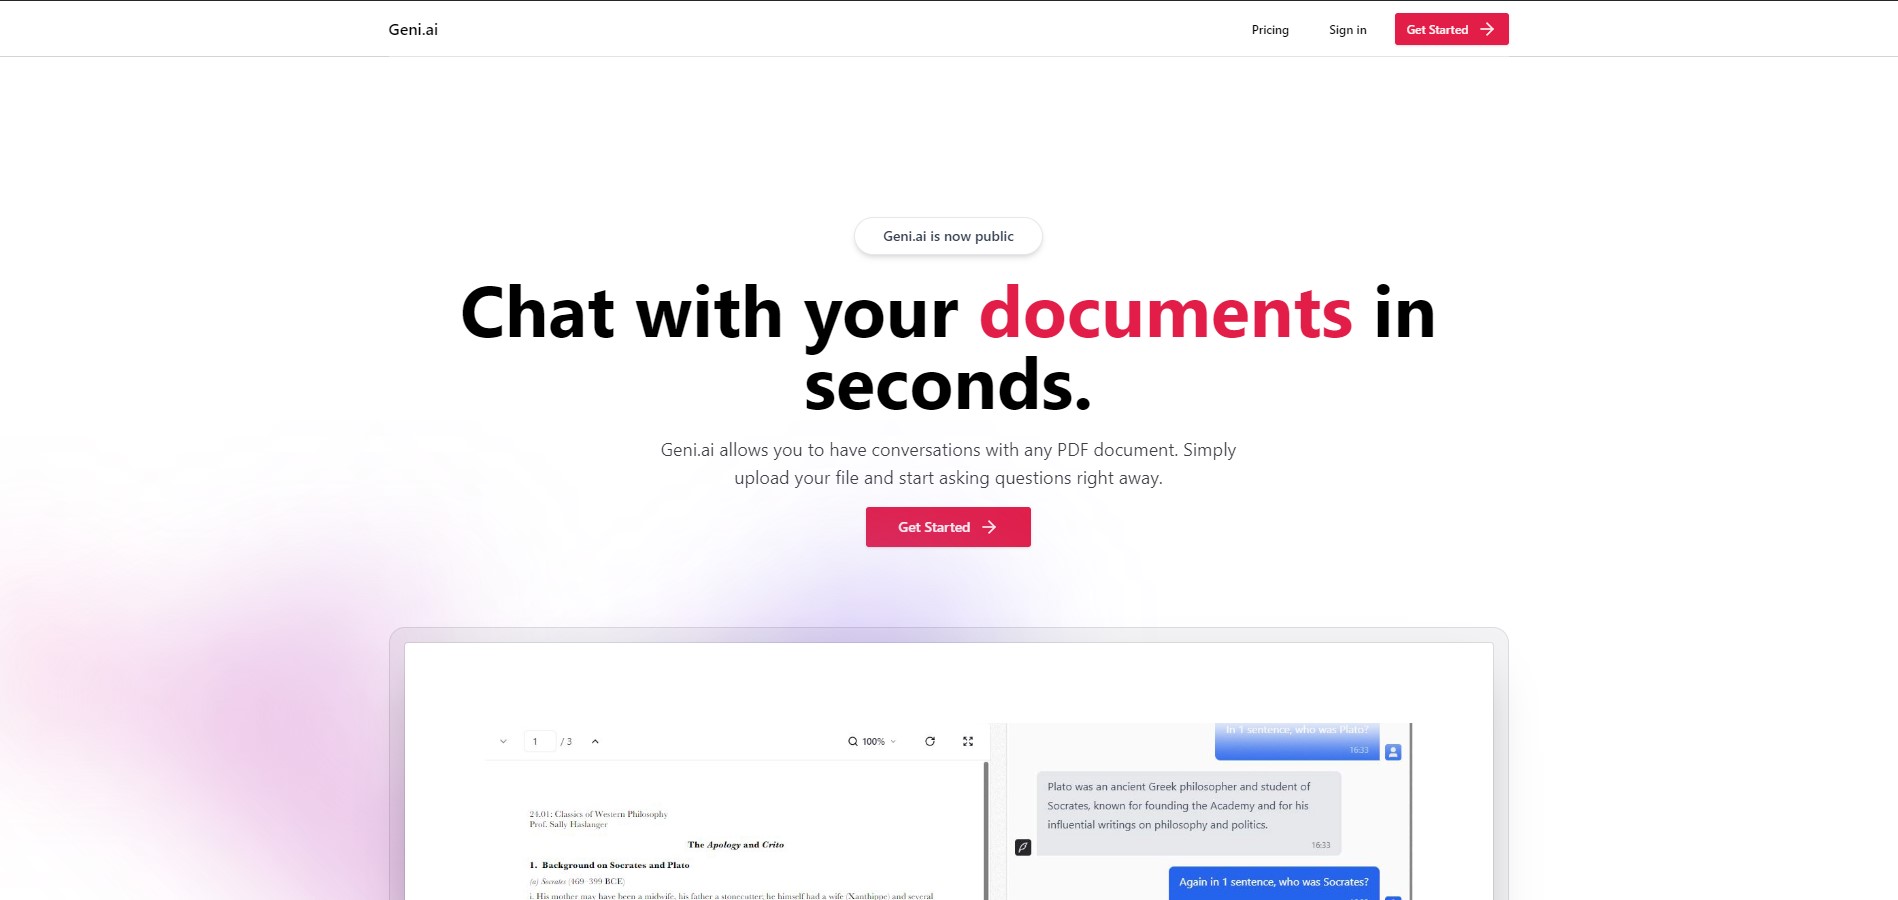 Geni.ai
Pricing
Sign in
Get Started
Geni.ai is now public
Chat with your documents in
seconds.
Geni.ai allows you to have conversations with any PDF document. Simply
upload your file and start asking questions right away.
Get Started
1 / 3
100%
24.01: Classics of Western Philosophy
Prof. Sally Haslanger
The Apology and Crito
1. Background on Socrates and Plato
(a) Socrates (469–399 BCE)
i. His mother may have been a midwife, his father a stonecutter; he himself had a wife (Xanthippe) and several
in 1 sentence, who was Plato?
16:33
Plato was an ancient Greek philosopher and student of
Socrates, known for founding the Academy and for his
influential writings on philosophy and politics.
16:33
Again in 1 sentence, who was Socrates?